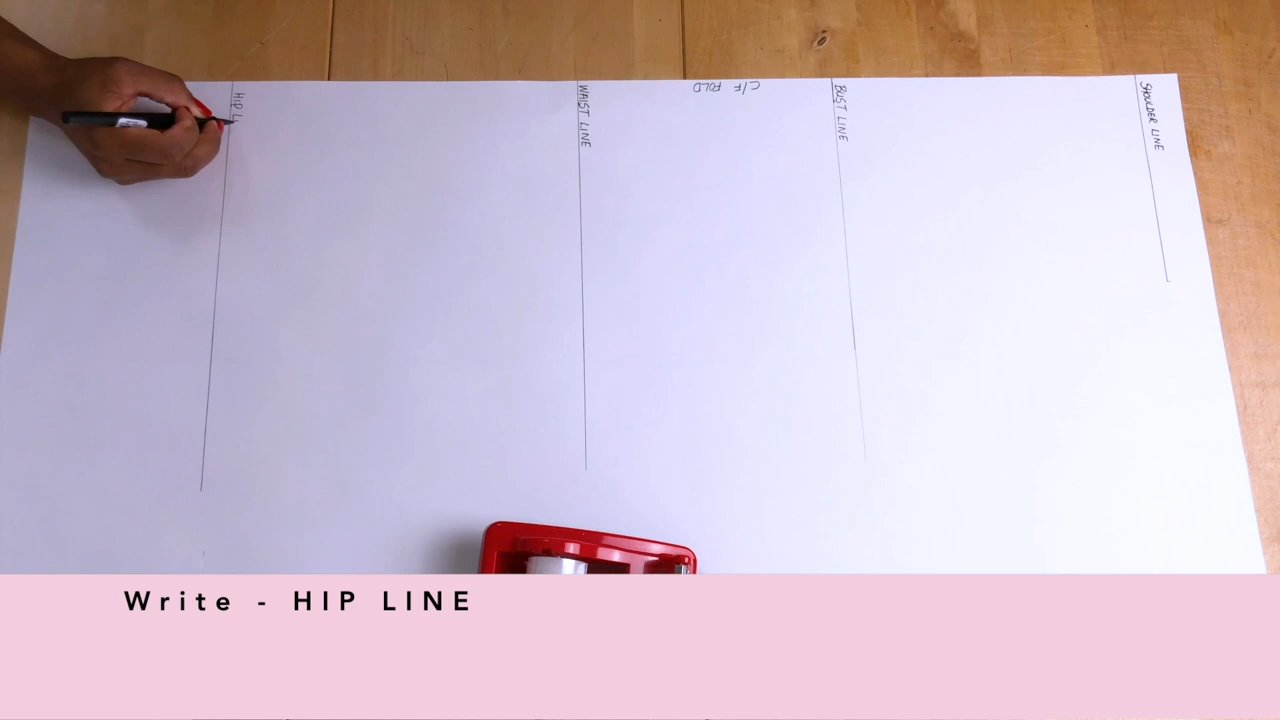 HIP L
WAIST LINE
C/F FOLD
BUST LINE
SHOULDER LINE
Write - HIP LINE